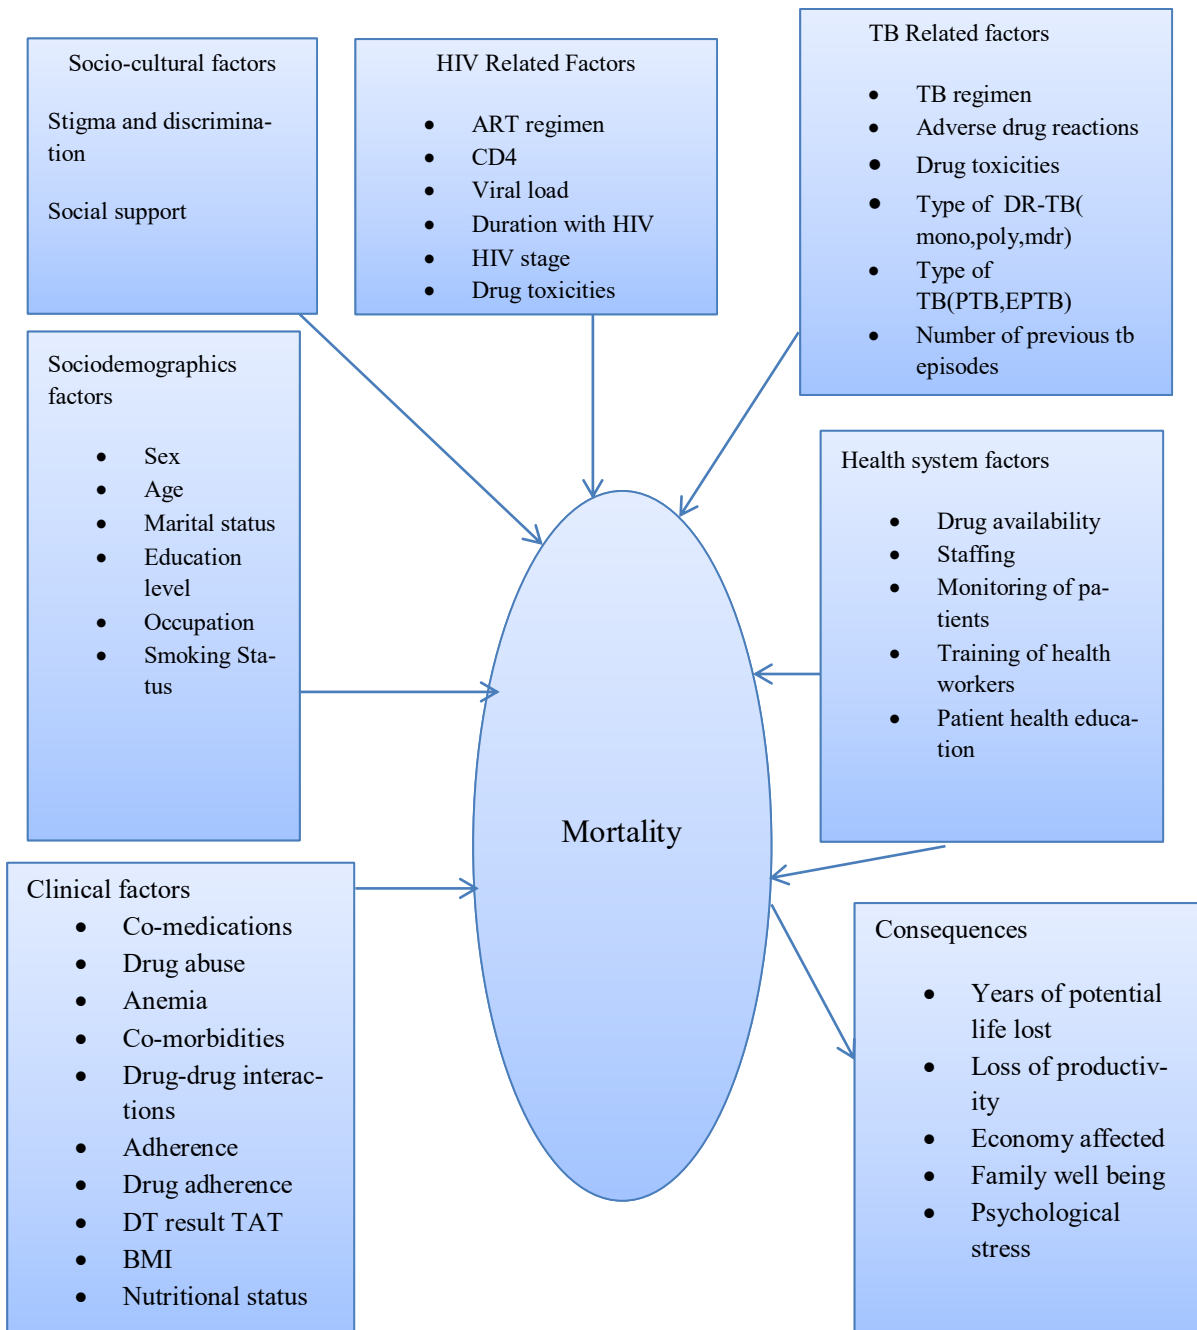 Socio-cultural factors
Stigma and discrimina-
tion
Social support
HIV Related Factors
• ART regimen
• CD4
• Viral load
• Duration with HIV
• HIV stage
• Drug toxicities
TB Related factors
• TB regimen
• Adverse drug reactions
• Drug toxicities
• Type of DR-TB(
mono,poly,mdr)
• Type of
TB(PTB,EPTB)
• Number of previous tb
episodes
Sociodemographics
factors
• Sex
• Age
• Marital status
• Education
level
• Occupation
• Smoking Sta-
tus
Health system factors
• Drug availability
• Staffing
• Monitoring of pa-
tients
• Training of health
workers
• Patient health educa-
tion
Mortality
Clinical factors
• Co-medications
• Drug abuse
• Anemia
• Co-morbidities
• Drug-drug interac-
tions
• Adherence
• Drug adherence
• DT result TAT
• BMI
• Nutritional status
Consequences
• Years of potential
life lost
• Loss of productiv-
ity
• Economy affected
• Family well being
• Psychological
stress